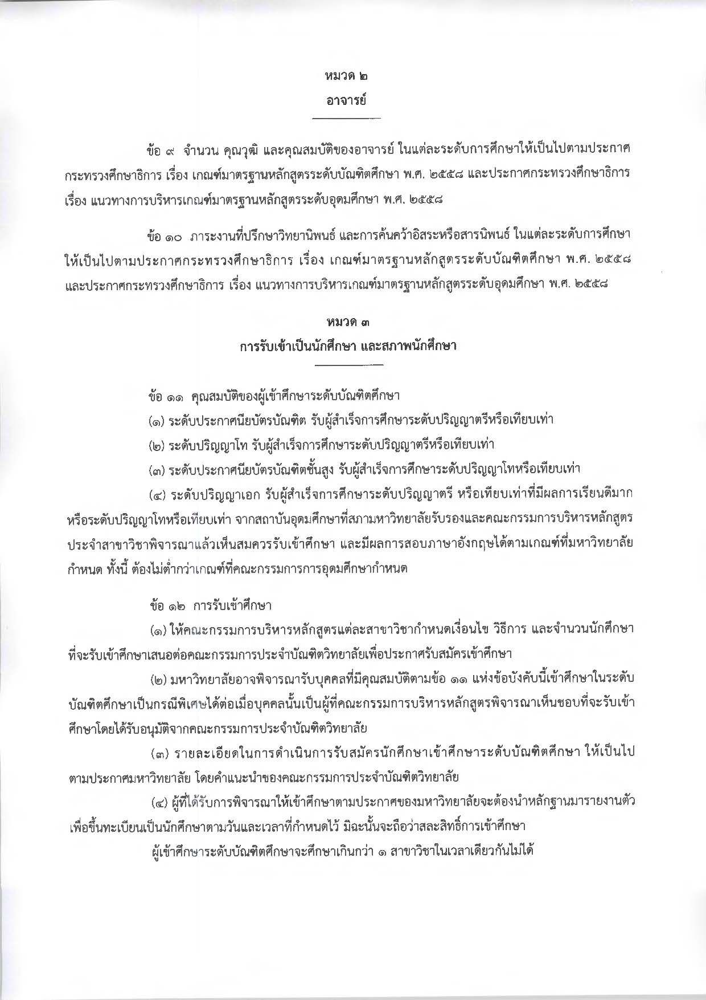 หมวด ๒
อาจารย์
ข้อ ๙ จำนวน คุณวุฒิ และคุณสมบัติของอาจารย์ ในแต่ละระดับการศึกษาให้เป็นไปตามประกาศ
กระทรวงศึกษาธิการ เรื่อง เกณฑ์มาตรฐานหลักสูตรระดับบัณฑิตศึกษา พ.ศ. ๒๕๕๘ และประกาศกระทรวงศึกษาธิการ
เรื่อง แนวทางการบริหารเกณฑ์มาตรฐานหลักสูตรระดับอุดมศึกษา พ.ศ. ๒๕๕๘
ข้อ ๑๐ ภาระงานที่ปรึกษาวิทยานิพนธ์ และการค้นคว้าอิสระหรือสารนิพนธ์ ในแต่ละระดับการศึกษา
ให้เป็นไปตามประกาศกระทรวงศึกษาธิการ เรื่อง เกณฑ์มาตรฐานหลักสูตรระดับบัณฑิตศึกษา พ.ศ. ๒๕๕๘
และประกาศกระทรวงศึกษาธิการ เรื่อง แนวทางการบริหารเกณฑ์มาตรฐานหลักสูตรระดับอุดมศึกษา พ.ศ. ๒๕๕๘
หมวด ๓
การรับเข้าเป็นนักศึกษา และสภาพนักศึกษา
ข้อ ๑๑ คุณสมบัติของผู้เข้าศึกษาระดับบัณฑิตศึกษา
(๑) ระดับประกาศนียบัตรบัณฑิต รับผู้สำเร็จการศึกษาระดับปริญญาตรีหรือเทียบเท่า
(๒) ระดับปริญญาโท รับผู้สำเร็จการศึกษาระดับปริญญาตรีหรือเทียบเท่า
(๓) ระดับประกาศนียบัตรบัณฑิตชั้นสูง รับผู้สำเร็จการศึกษาระดับปริญญาโทหรือเทียบเท่า
(๔) ระดับปริญญาเอก รับผู้สำเร็จการศึกษาระดับปริญญาตรี หรือเทียบเท่าที่มีผลการเรียนดีมาก
หรือระดับปริญญาโทหรือเทียบเท่า จากสถาบันอุดมศึกษาที่สภามหาวิทยาลัยรับรองและคณะกรรมการบริหารหลักสูตร
ประจำสาขาวิชาพิจารณาแล้วเห็นสมควรรับเข้าศึกษา และมีผลการสอบภาษาอังกฤษได้ตามเกณฑ์ที่มหาวิทยาลัย
กำหนด ทั้งนี้ ต้องไม่ต่ำกว่าเกณฑ์ที่คณะกรรมการการอุดมศึกษากำหนด
ข้อ ๑๒ การรับเข้าศึกษา
(๑) ให้คณะกรรมการบริหารหลักสูตรแต่ละสาขาวิชากำหนดเงื่อนไข วิธีการ และจำนวนนักศึกษา
ที่จะรับเข้าศึกษาเสนอต่อคณะกรรมการประจำบัณฑิตวิทยาลัยเพื่อประกาศรับสมัครเข้าศึกษา
(๒) มหาวิทยาลัยอาจพิจารณารับบุคคลที่มีคุณสมบัติตามข้อ ๑๑ แห่งข้อบังคับนี้เข้าศึกษาในระดับ
บัณฑิตศึกษาเป็นกรณีพิเศษได้ต่อเมื่อบุคคลนั้นเป็นผู้ที่คณะกรรมการบริหารหลักสูตรพิจารณาเห็นชอบที่จะรับเข้า
ศึกษาโดยได้รับอนุมัติจากคณะกรรมการประจำบัณฑิตวิทยาลัย
(๓) รายละเอียดในการดำเนินการรับสมัครนักศึกษาเข้าศึกษาระดับบัณฑิตศึกษา ให้เป็นไป
ตามประกาศมหาวิทยาลัย โดยคำแนะนำของคณะกรรมการประจำบัณฑิตวิทยาลัย
(๔) ผู้ที่ได้รับการพิจารณาให้เข้าศึกษาตามประกาศของมหาวิทยาลัยจะต้องนำหลักฐานมารายงานตัว
เพื่อขึ้นทะเบียนเป็นนักศึกษาตามวันและเวลาที่กำหนดไว้ มิฉะนั้นจะถือว่าสละสิทธิ์การเข้าศึกษา
ผู้เข้าศึกษาระดับบัณฑิตศึกษาจะศึกษาเกินกว่า ๑ สาขาวิชาในเวลาเดียวกันไม่ได้